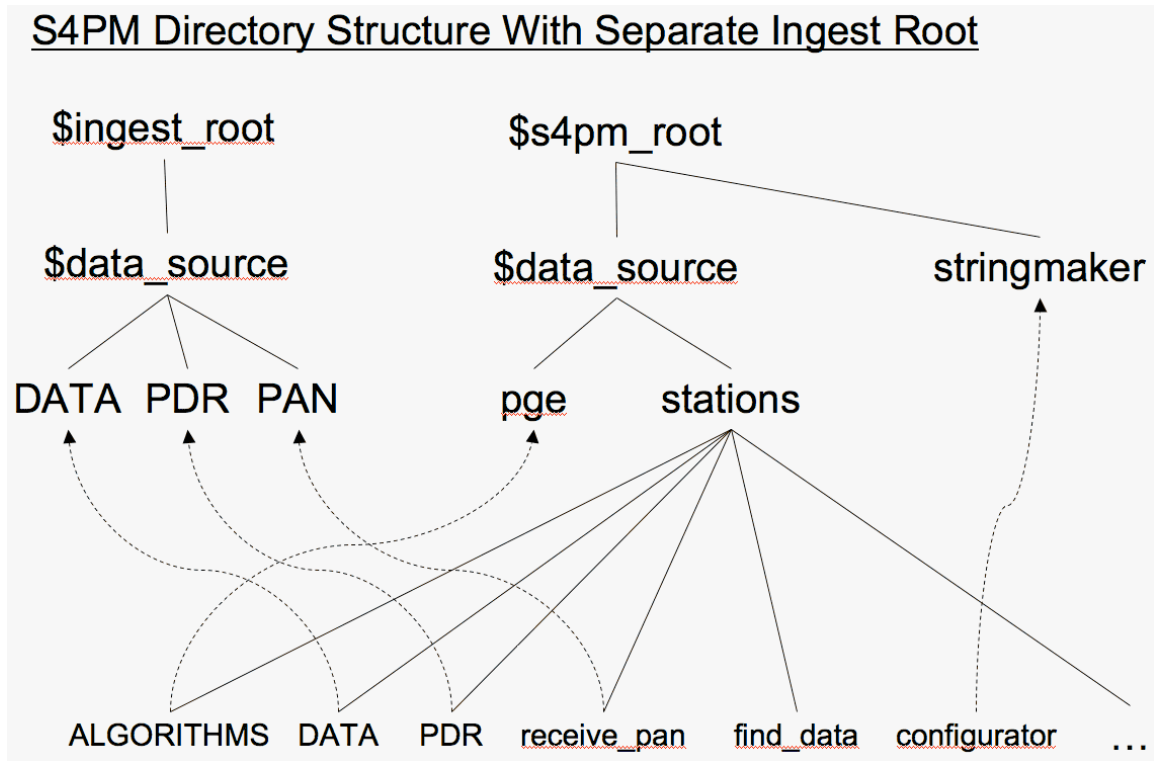 S4PM Directory Structure With Separate Ingest Root
$ingest_root $s4pm_root
$data_source $data_source stringmaker
DATA PDR PAN pge stations
ALGORITHMS DATA PDR receive_pan find_data configurator ...